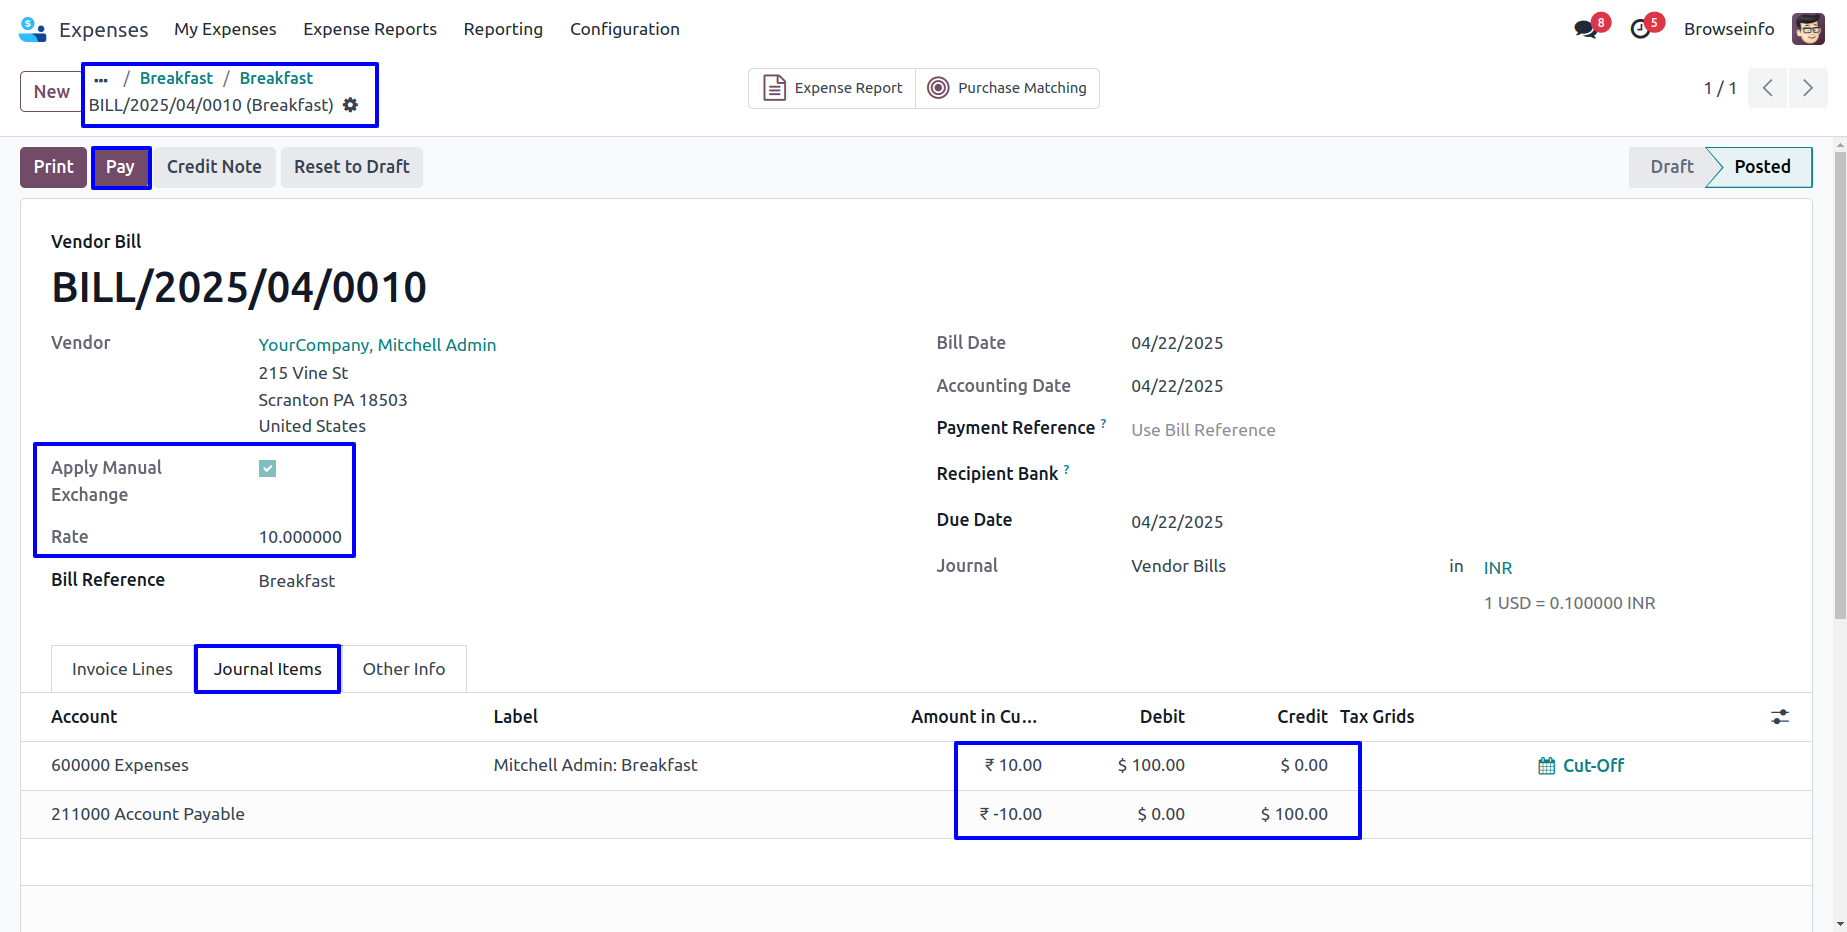 Expenses My Expenses Expense Reports Reporting Configuration 8 5 Browseinfo
New ... / Breakfast / Breakfast
BILL/2025/04/0010 (Breakfast)
Expense Report Purchase Matching 1 / 1
Print Pay Credit Note Reset to Draft Draft Posted
Vendor Bill
BILL/2025/04/0010
Vendor YourCompany, Mitchell Admin
215 Vine St
Scranton PA 18503
United States
Apply Manual
Exchange
Rate 10.000000
Bill Reference Breakfast
Bill Date 04/22/2025
Accounting Date 04/22/2025
Payment Reference ? Use Bill Reference
Recipient Bank ?
Due Date 04/22/2025
Journal Vendor Bills in INR
1 USD = 0.100000 INR
Invoice Lines Journal Items Other Info
Account Label Amount in Cu... Debit Credit Tax Grids
600000 Expenses Mitchell Admin: Breakfast ₹ 10.00 $ 100.00 $ 0.00 Cut-Off
211000 Account Payable ₹ -10.00 $ 0.00 $ 100.00